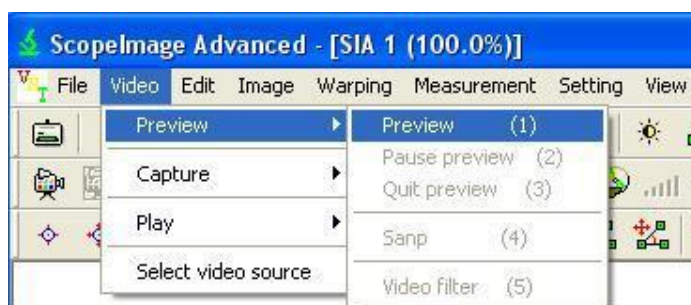 ScopeImage Advanced - [SIA 1 (100.0%)]
File Video Edit Image Warping Measurement Setting View
Preview
Capture
Play
Select video source
Preview (1)
Pause preview (2)
Quit preview (3)
Sanp (4)
Video filter (5)